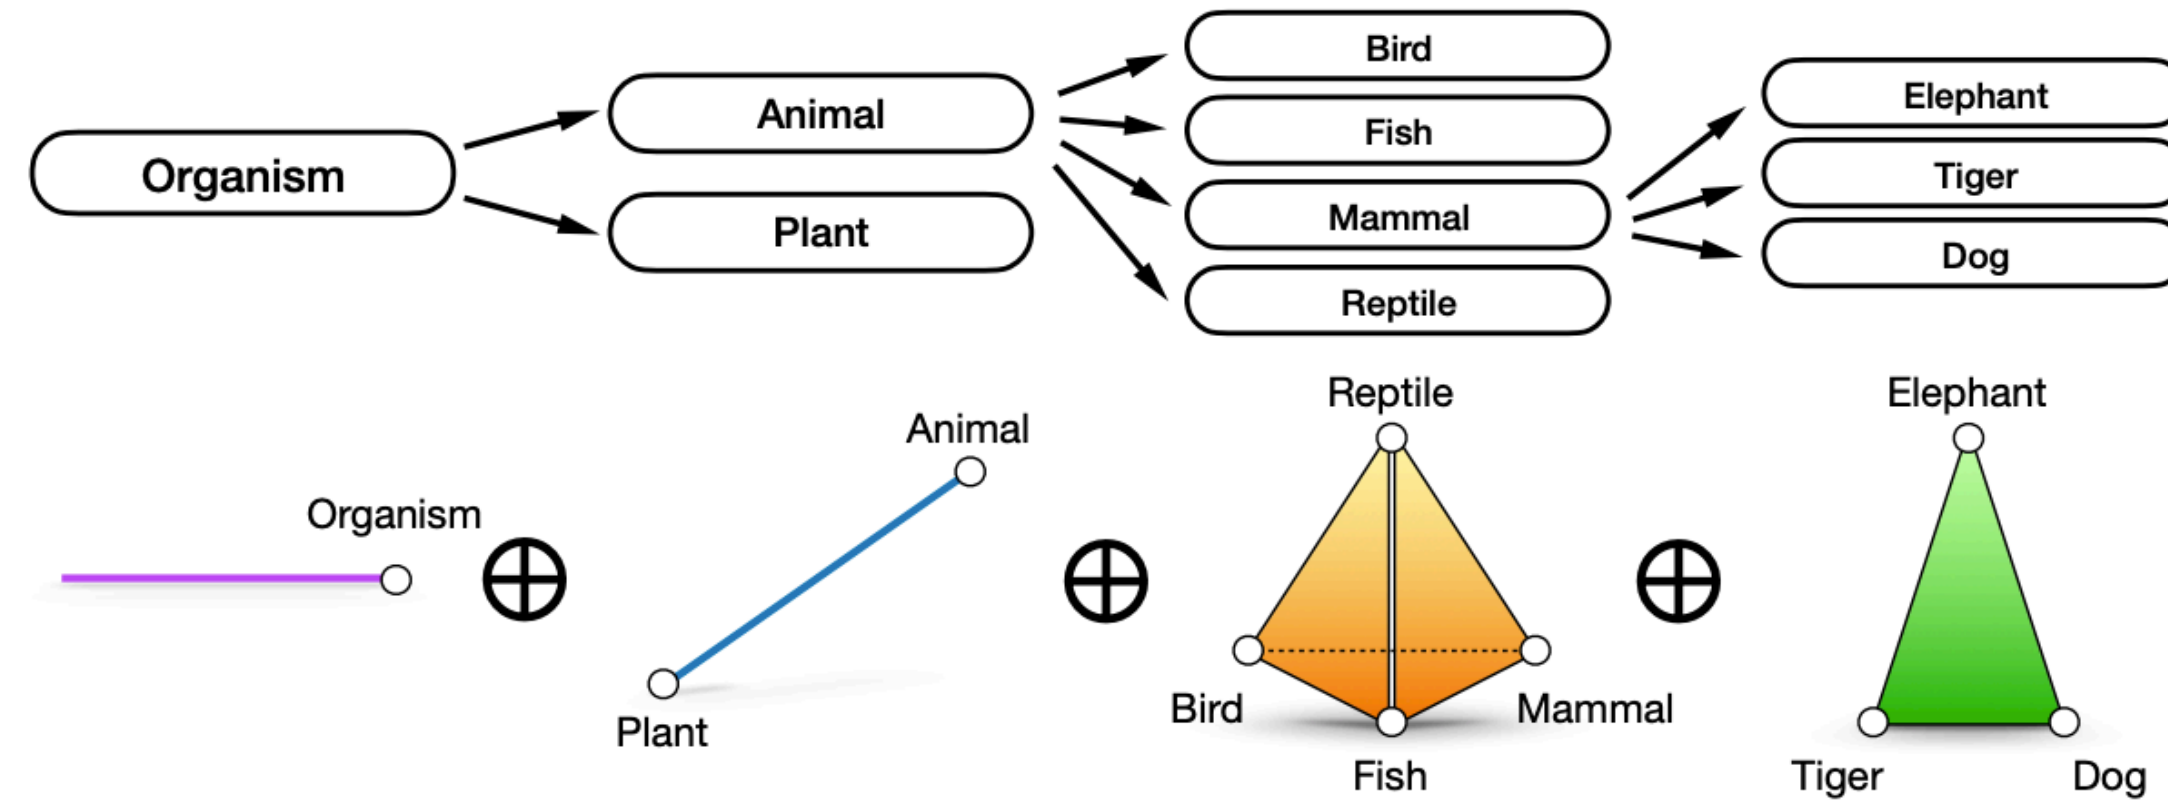 Organism
Animal
Plant
Bird
Fish
Mammal
Reptile
Elephant
Tiger
Dog
Organism
Animal
Plant
Reptile
Bird
Mammal
Fish
Elephant
Tiger
Dog